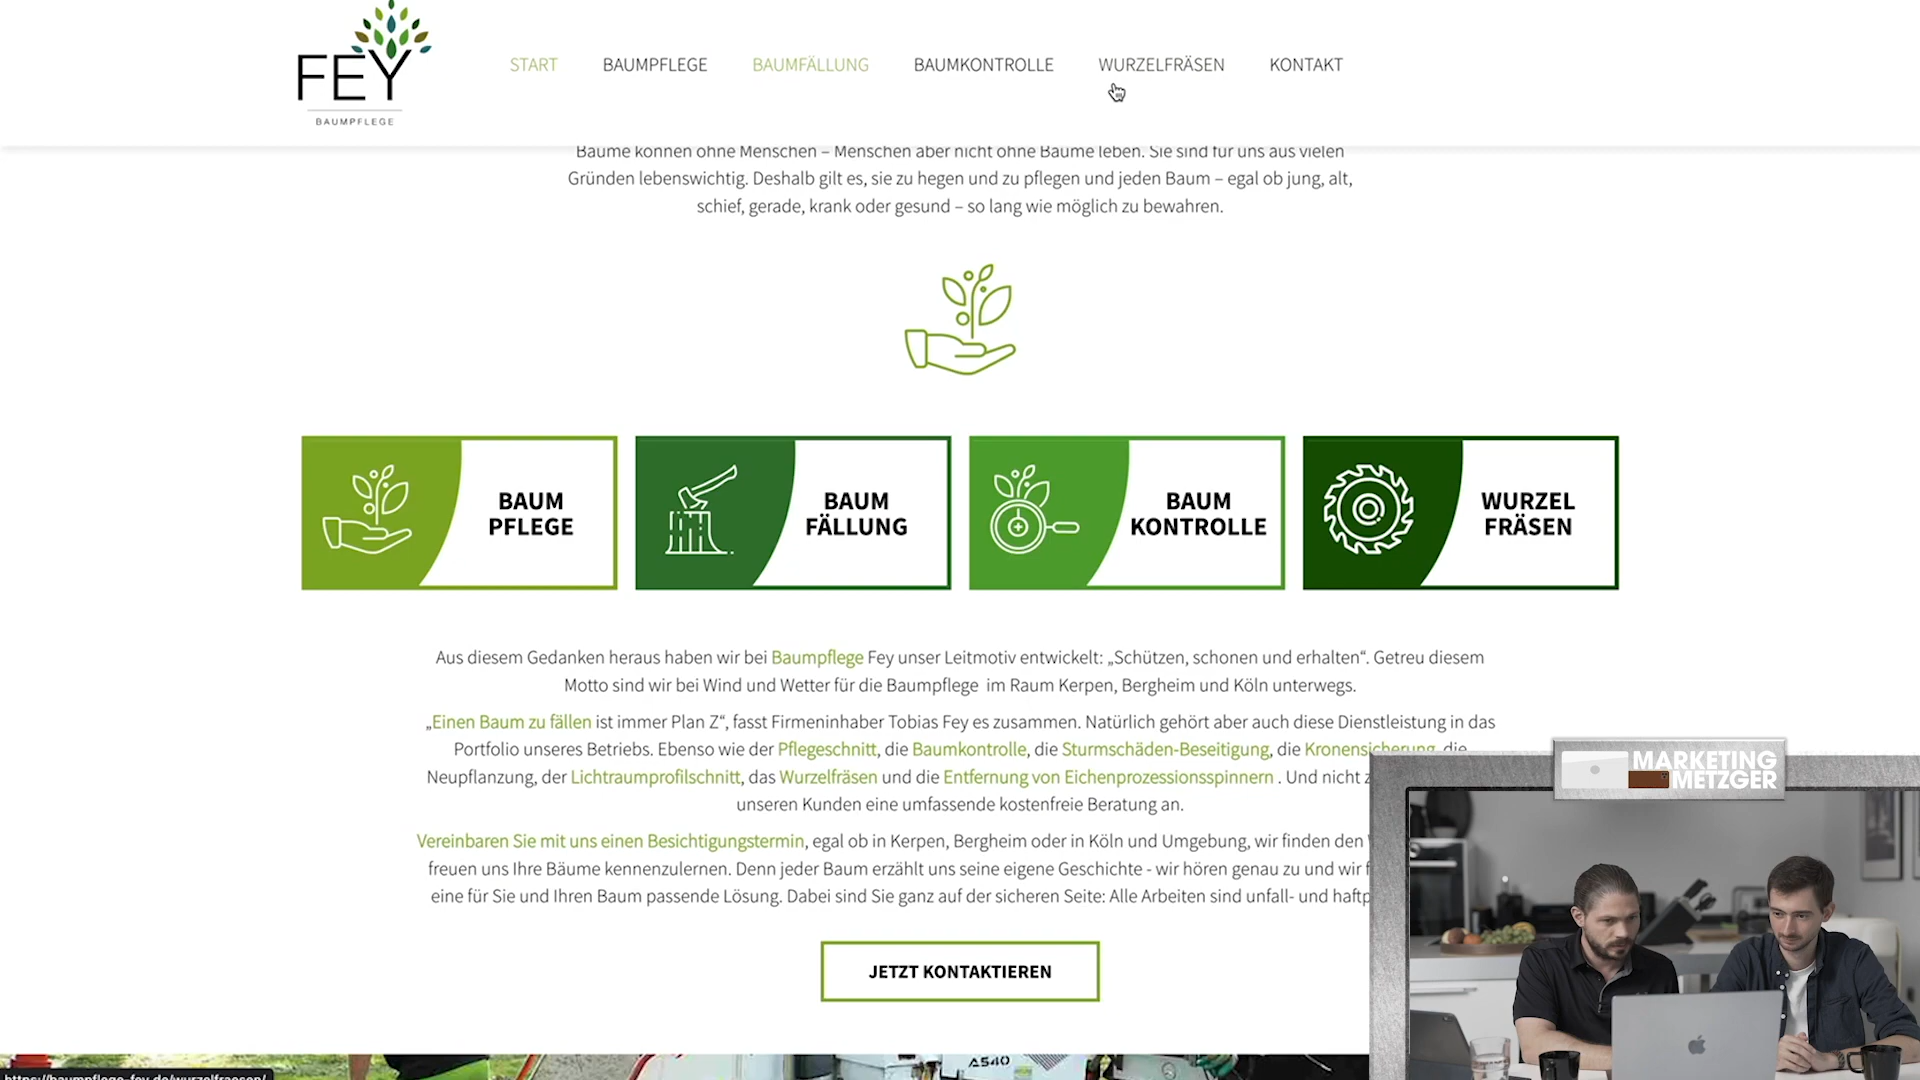 FEY
BAUMPFLEGE
START BAUMPFLEGE BAUMFÄLLUNG BAUMKONTROLLE WURZELFRÄSEN KONTAKT
Bäume können ohne Menschen – Menschen aber nicht ohne Bäume leben. Sie sind für uns aus vielen
Gründen lebenswichtig. Deshalb gilt es, sie zu hegen und zu pflegen und jeden Baum – egal ob jung, alt,
schief, gerade, krank oder gesund – so lang wie möglich zu bewahren.
BAUM
PFLEGE
BAUM
FÄLLUNG
BAUM
KONTROLLE
WURZEL
FRÄSEN
Aus diesem Gedanken heraus haben wir bei Baumpflege Fey unser Leitmotiv entwickelt: „Schützen, schonen und erhalten“. Getreu diesem
Motto sind wir bei Wind und Wetter für die Baumpflege im Raum Kerpen, Bergheim und Köln unterwegs.
„Einen Baum zu fällen ist immer Plan Z“, fasst Firmeninhaber Tobias Fey es zusammen. Natürlich gehört aber auch diese Dienstleistung in das
Portfolio unseres Betriebs. Ebenso wie der Pflegeschnitt, die Baumkontrolle, die Sturmschäden-Beseitigung, die Kronensicherung, die
Neupflanzung, der Lichtraumprofilschnitt, das Wurzelfräsen und die Entfernung von Eichenprozessionsspinnern . Und nicht
unseren Kunden eine umfassende kostenfreie Beratung an.
Vereinbaren Sie mit uns einen Besichtigungstermin, egal ob in Kerpen, Bergheim oder in Köln und Umgebung, wir finden den
freuen uns Ihre Bäume kennenzulernen. Denn jeder Baum erzählt uns seine eigene Geschichte - wir hören genau zu und wir
eine für Sie und Ihren Baum passende Lösung. Dabei sind Sie ganz auf der sicheren Seite: Alle Arbeiten sind unfall- und
JETZT KONTAKTIEREN
MARKETING
METZGER
A540
https://baumpflege-fey.de/wurzelfraesen/